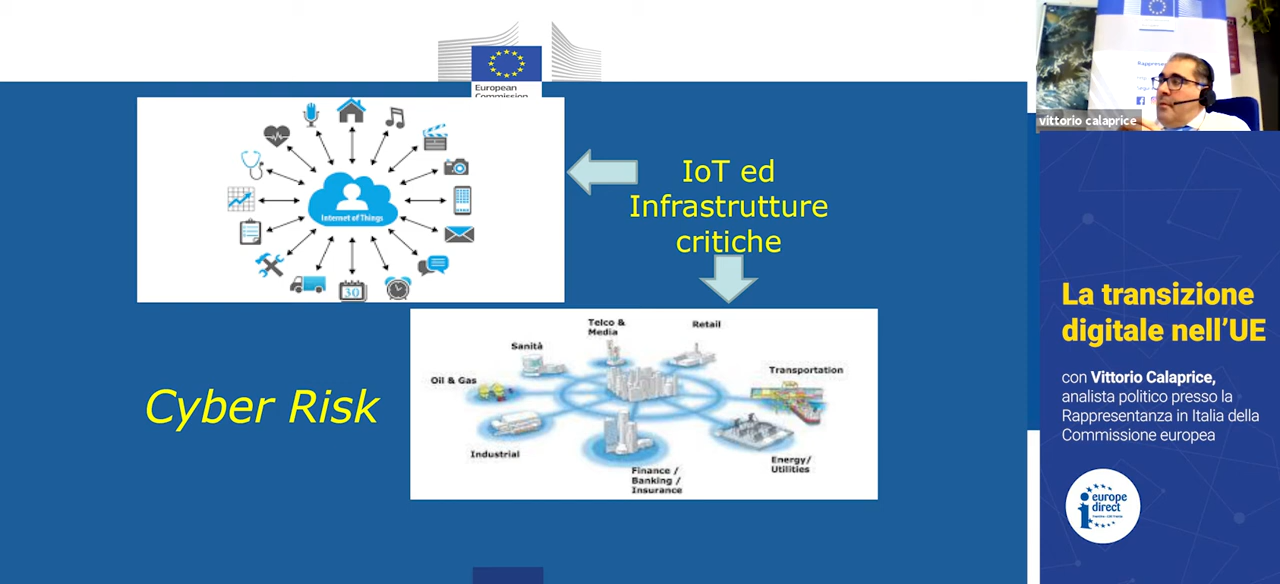 European
Commission
Internet of Things
30
IoT ed
Infrastrutture
critiche
Cyber Risk
Telco &
Media
Retail
Sanità
Transportation
Oil & Gas
Industrial
Energy/
Utilities
Finance /
Banking /
Insurance
vittorio calaprice
La transizione
digitale nell'UE
con Vittorio Calaprice,
analista politico presso la
Rappresentanza in Italia della
Commissione europea
europe
direct